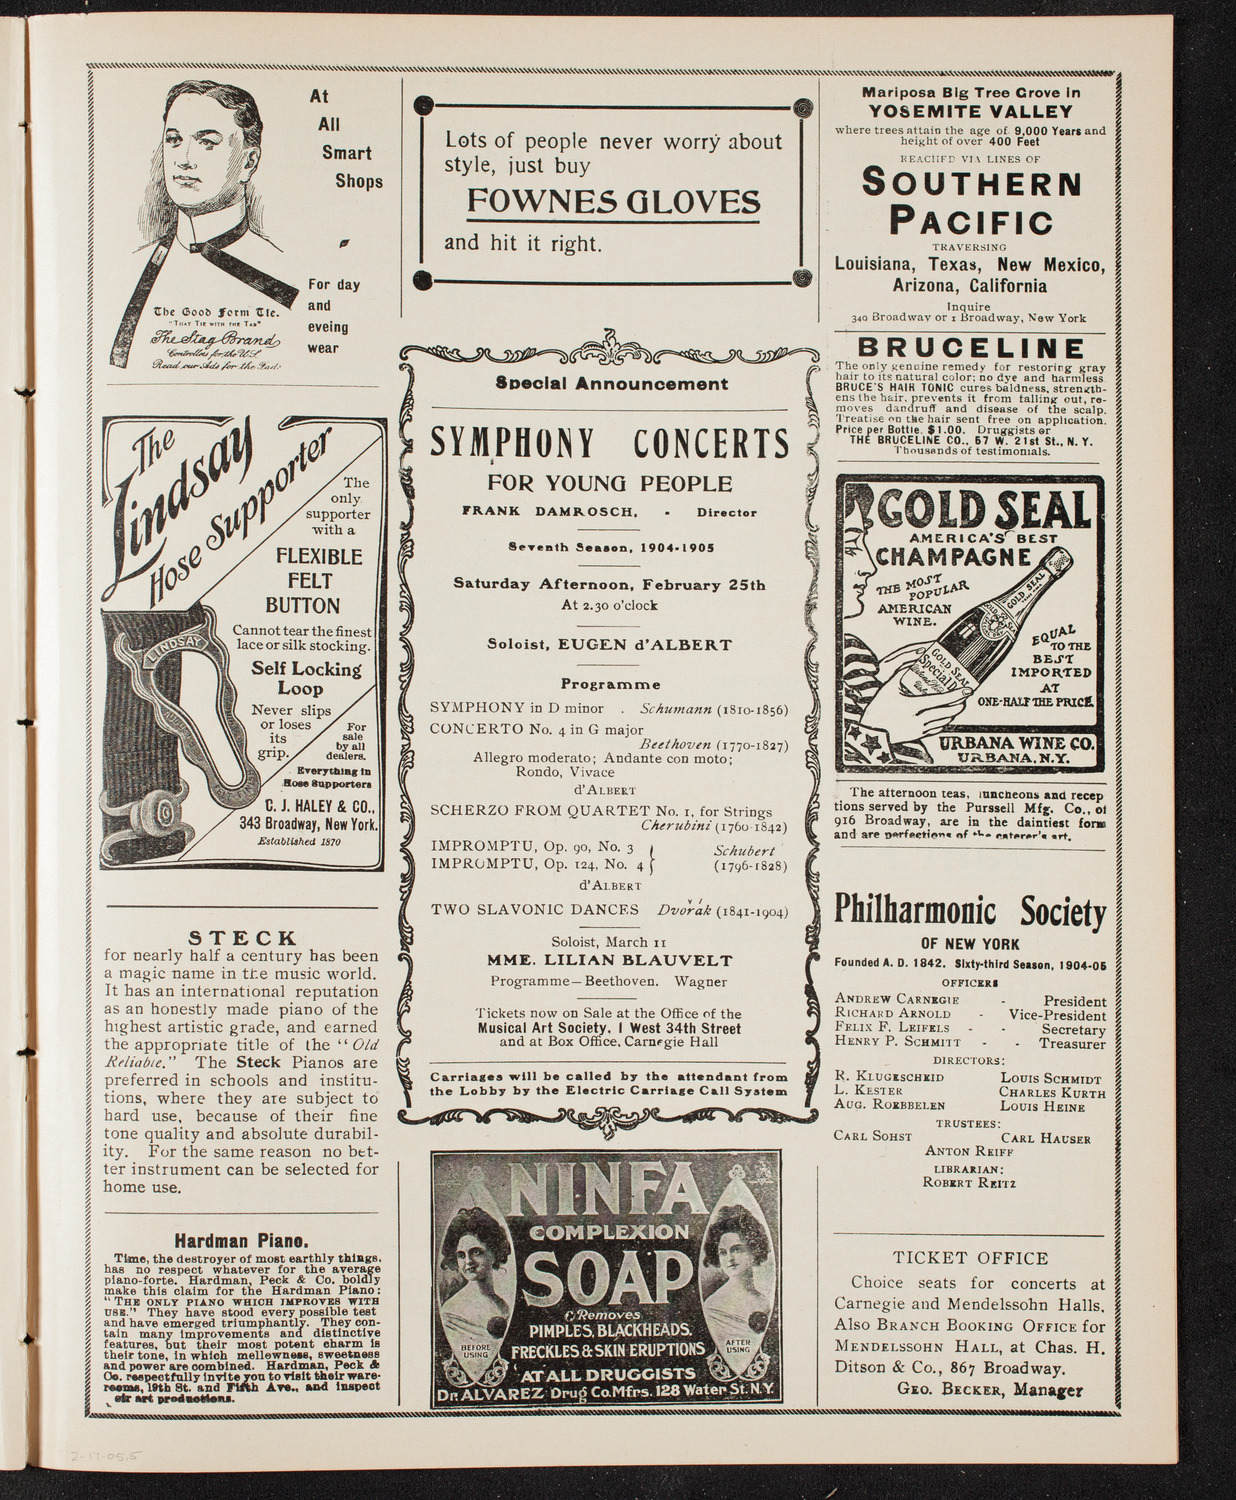 At
All
Smart
Shops
For day
and
eveing
wear
The Good Form Tie.
"THAT TIE WITH THE TAB"
The Stag Brand
Controllers for the U.S.
Read our Ads for the Fads
The
Lindsay
Hose Supporter
The
only
supporter
with a
FLEXIBLE
FELT
BUTTON
Cannot tear the finest
lace or silk stocking.
Self Locking
Loop
Never slips
or loses
its
grip.
For
sale
by all
dealers.
Everything in
Hose Supporters
C. J. HALEY & CO.,
343 Broadway, New York.
Established 1870
LINDSAY
STECK
for nearly half a century has been
a magic name in the music world.
It has an international reputation
as an honestly made piano of the
highest artistic grade, and earned
the appropriate title of the "Old
Reliable." The Steck Pianos are
preferred in schools and institu-
tions, where they are subject to
hard use, because of their fine
tone quality and absolute durabil-
ity. For the same reason no bet-
ter instrument can be selected for
home use.
Hardman Piano.
Time, the destroyer of most earthly things,
has no respect whatever for the average
piano-forte. Hardman, Peck & Co. boldly
make this claim for the Hardman Piano:
"THE ONLY PIANO WHICH IMPROVES WITH
USE." They have stood every possible test
and have emerged triumphantly. They con-
tain many improvements and distinctive
features, but their most potent charm is
their tone, in which mellowness, sweetness
and power are combined. Hardman, Peck &
Co. respectfully invite you to visit their ware-
rooms, 19th St. and Fifth Ave., and inspect
eir art productions.
Lots of people never worry about
style, just buy
FOWNES GLOVES
and hit it right.
Special Announcement
SYMPHONY CONCERTS
FOR YOUNG PEOPLE
FRANK DAMROSCH, - Director
Seventh Season, 1904-1905
Saturday Afternoon, February 25th
At 2.30 o'clock
Soloist, EUGEN d'ALBERT
Programme
SYMPHONY in D minor . Schumann (1810-1856)
CONCERTO No. 4 in G major
Beethoven (1770-1827)
Allegro moderato; Andante con moto;
Rondo, Vivace
d'ALBERT
SCHERZO FROM QUARTET No. 1, for Strings
Cherubini (1760-1842)
IMPROMPTU, Op. 90, No. 3 } Schubert
IMPROMPTU, Op. 124, No. 4 } (1796-1828)
d'ALBERT
TWO SLAVONIC DANCES Dvořák (1841-1904)
Soloist, March 11
MME. LILIAN BLAUVELT
Programme—Beethoven. Wagner
Tickets now on Sale at the Office of the
Musical Art Society, 1 West 34th Street
and at Box Office, Carnegie Hall
Carriages will be called by the attendant from
the Lobby by the Electric Carriage Call System
NINFA
COMPLEXION
SOAP
Removes
PIMPLES, BLACKHEADS,
FRECKLES & SKIN ERUPTIONS
AT ALL DRUGGISTS
Dr. ALVAREZ Drug Co. Mfrs. 128 Water St. N.Y.
BEFORE
USING
AFTER
USING
Mariposa Big Tree Grove in
YOSEMITE VALLEY
where trees attain the age of 9,000 Years and
height of over 400 Feet
REACHED VIA LINES OF
SOUTHERN
PACIFIC
TRAVERSING
Louisiana, Texas, New Mexico,
Arizona, California
Inquire
349 Broadway or 1 Broadway, New York
BRUCELINE
The only genuine remedy for restoring gray
hair to its natural color; no dye and harmless
BRUCE'S HAIR TONIC cures baldness, strength-
ens the hair, prevents it from falling out, re-
moves dandruff and disease of the scalp.
Treatise on the hair sent free on application.
Price per Bottle, $1.00. Druggists or
THE BRUCELINE CO., 57 W. 21st St., N. Y.
Thousands of testimonials.
GOLD SEAL
AMERICA'S BEST
CHAMPAGNE
THE MOST
POPULAR
AMERICAN
WINE.
EQUAL
TO THE
BEST
IMPORTED
AT
ONE-HALF THE PRICE
GOLD SEAL
GOLD SEAL
Special Dry
URBANA WINE CO.
URBANA, N.Y.
The afternoon teas, luncheons and recep
tions served by the Purssell Mfg. Co., of
916 Broadway, are in the daintiest form
and are perfections of the caterer's art.
Philharmonic Society
OF NEW YORK
Founded A. D. 1842. Sixty-third Season, 1904-05
OFFICERS
ANDREW CARNEGIE - President
RICHARD ARNOLD - Vice-President
FELIX F. LEIFELS - - Secretary
HENRY P. SCHMITT - - Treasurer
DIRECTORS:
R. KLUGESCHEID LOUIS SCHMIDT
L. KESTER CHARLES KURTH
AUG. ROEBBELEN LOUIS HEINE
TRUSTEES:
CARL SOHST CARL HAUSER
ANTON REIFF
LIBRARIAN:
ROBERT REITZ
TICKET OFFICE
Choice seats for concerts at
Carnegie and Mendelssohn Halls.
Also BRANCH BOOKING OFFICE for
MENDELSSOHN HALL, at Chas. H.
Ditson & Co., 867 Broadway.
GEO. BECKER, Manager
2-17-05.5